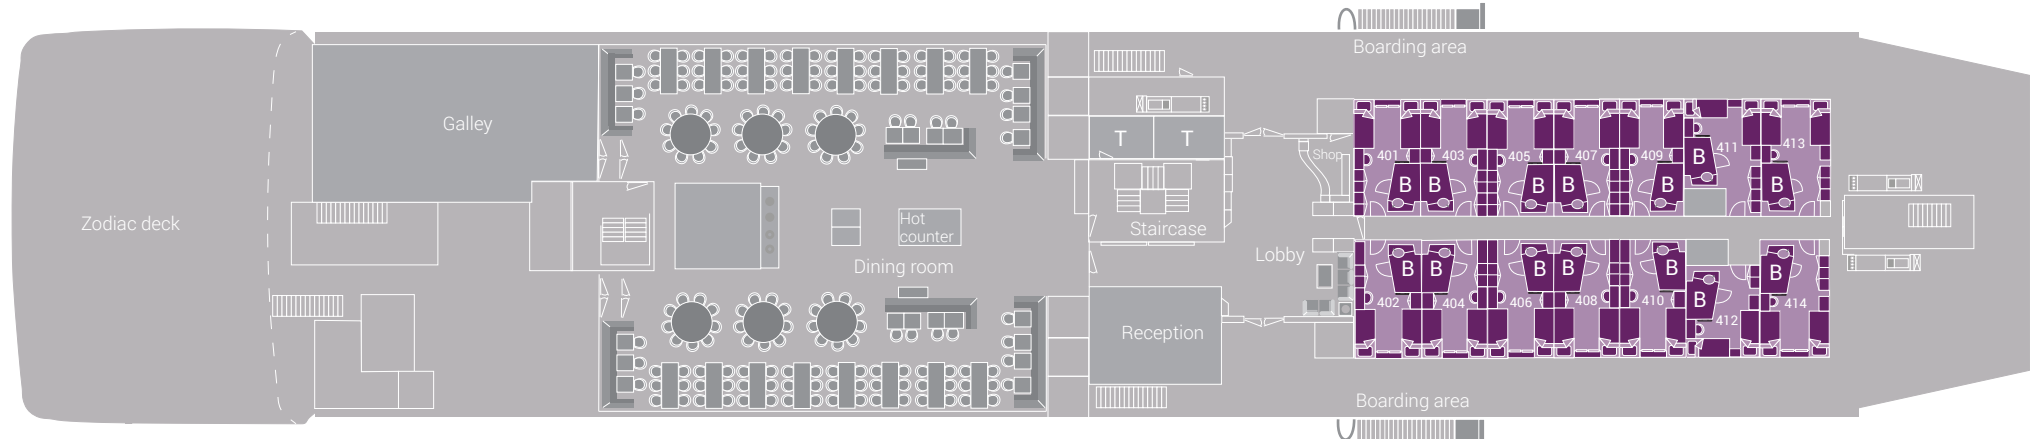 Boarding area
Galley
T
T
Shop
401
403
405
407
409
411
413
B
B
B
B
B
B
B
Zodiac deck
Hot
counter
Staircase
Lobby
Dining room
B
B
B
B
B
B
B
402
404
406
408
410
412
414
Reception
Boarding area